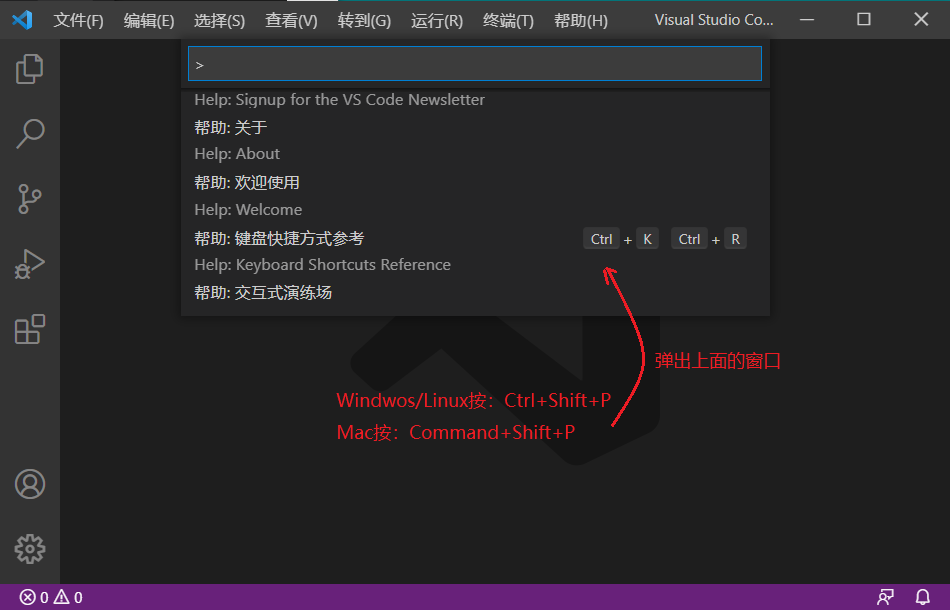 文件(F) 编辑(E) 选择(S) 查看(V) 转到(G) 运行(R) 终端(T) 帮助(H) Visual Studio Co...
>
Help: Signup for the VS Code Newsletter
帮助: 关于
Help: About
帮助: 欢迎使用
Help: Welcome
帮助: 键盘快捷方式参考 Ctrl + K Ctrl + R
Help: Keyboard Shortcuts Reference
帮助: 交互式演练场
弹出上面的窗口
Windwos/Linux按：Ctrl+Shift+P
Mac按：Command+Shift+P
0 0